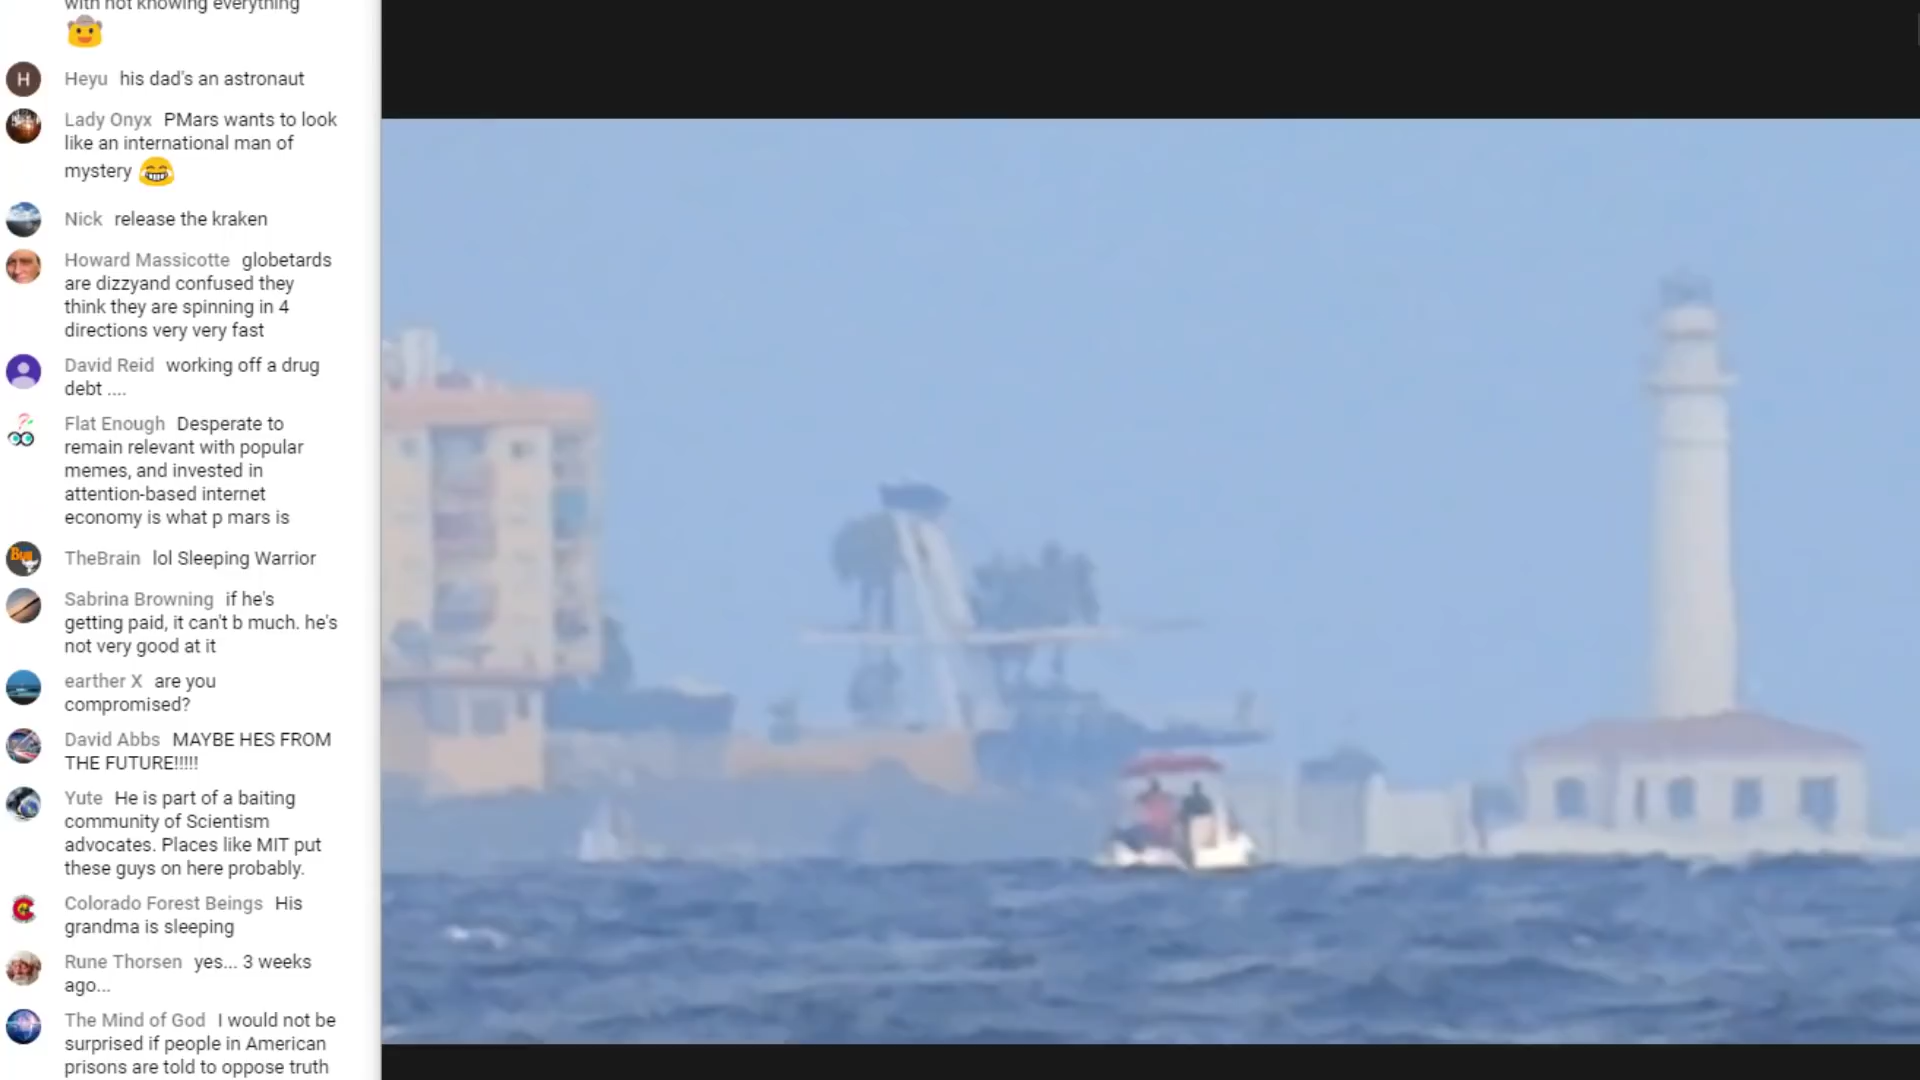 with not knowing everything
H
Heyu his dad's an astronaut
Lady Onyx PMars wants to look
like an international man of
mystery
Nick release the kraken
Howard Massicotte globetards
are dizzyand confused they
think they are spinning in 4
directions very very fast
David Reid working off a drug
debt ....
Flat Enough Desperate to
remain relevant with popular
memes, and invested in
attention-based internet
economy is what p mars is
TheBrain lol Sleeping Warrior
Sabrina Browning if he's
getting paid, it can't b much. he's
not very good at it
earther X are you
compromised?
David Abbs MAYBE HES FROM
THE FUTURE!!!!!
Yute He is part of a baiting
community of Scientism
advocates. Places like MIT put
these guys on here probably.
Colorado Forest Beings His
grandma is sleeping
Rune Thorsen yes... 3 weeks
ago...
The Mind of God I would not be
surprised if people in American
prisons are told to oppose truth